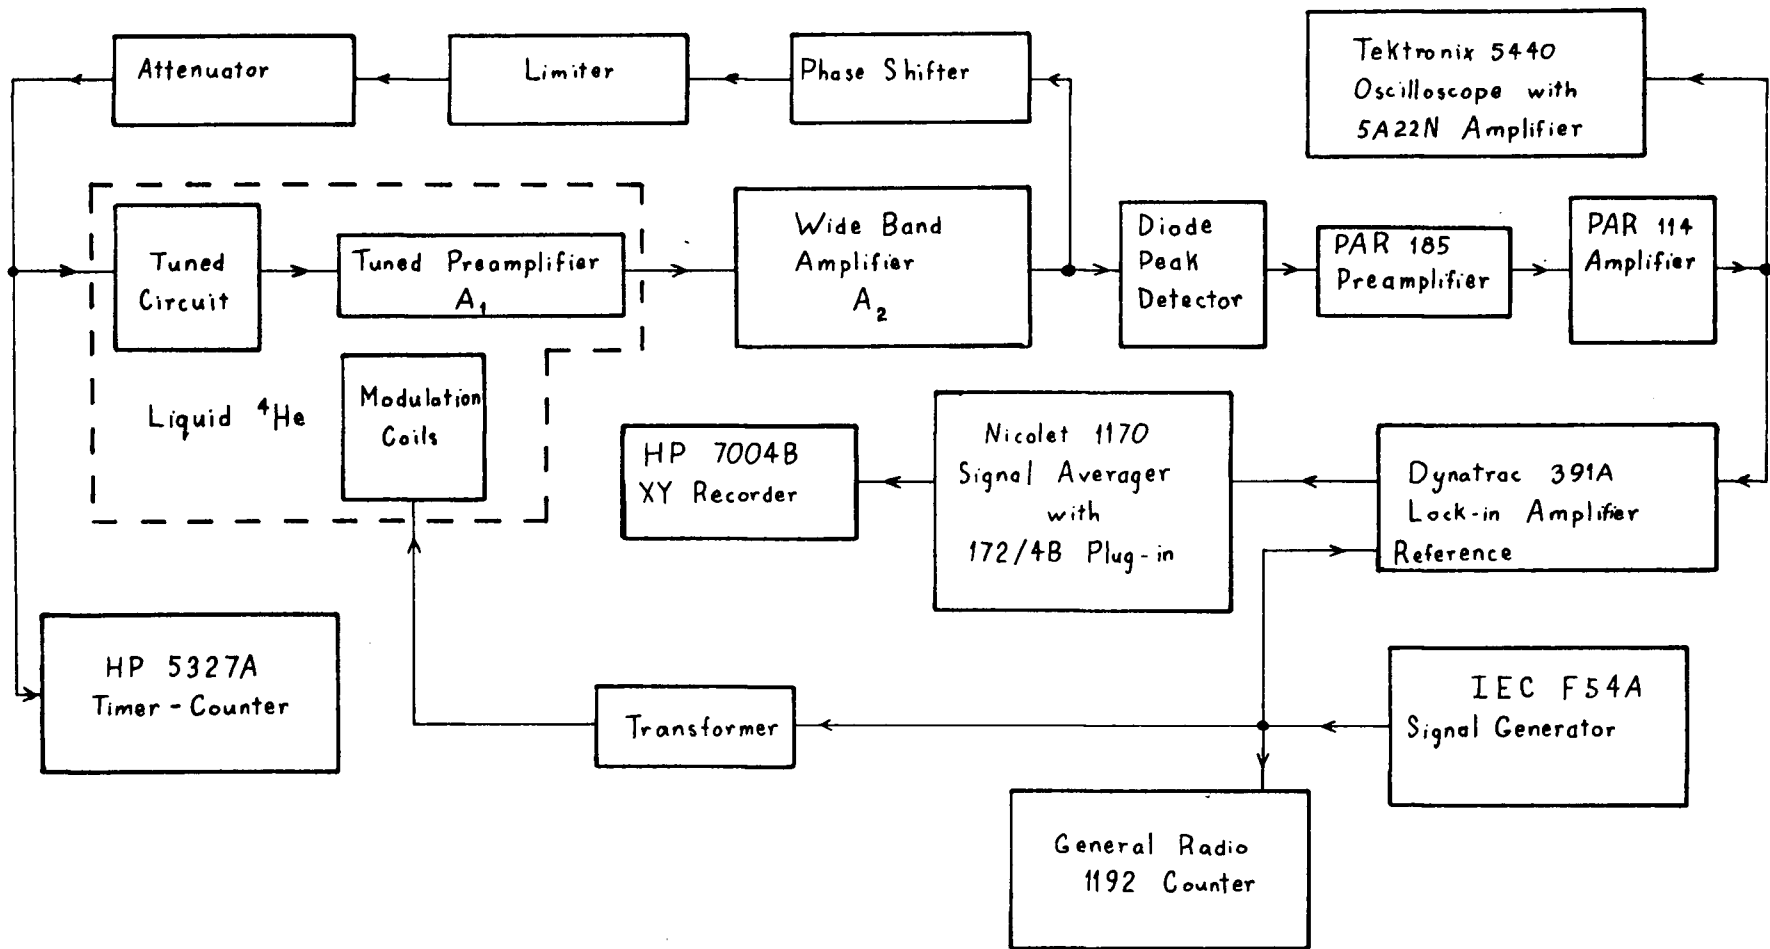 Attenuator
Limiter
Phase Shifter
Tektronix 5440
Oscilloscope with
5A22N Amplifier
Tuned
Circuit
Tuned Preamplifier
A₁
Wide Band
Amplifier
A₂
Diode
Peak
Detector
PAR 185
Preamplifier
PAR 114
Amplifier
Liquid ⁴He
Modulation
Coils
HP 7004B
XY Recorder
Nicolet 1170
Signal Averager
with
172/4B Plug-in
Dynatrac 391A
Lock-in Amplifier
Reference
HP 5327A
Timer-Counter
Transformer
IEC F54A
Signal Generator
General Radio
1192 Counter